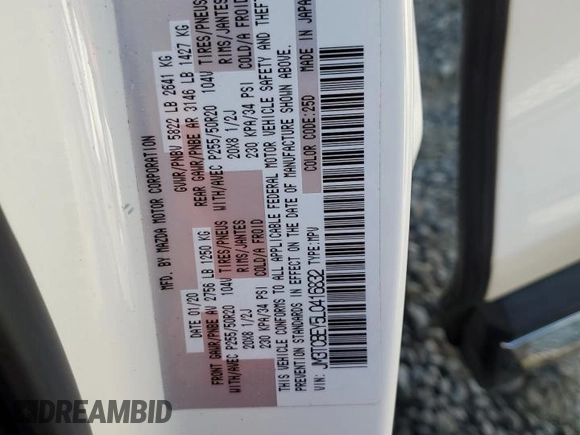 MFD. BY MAZDA MOTOR CORPORATION
DATE 01/20 GVWR/PNBV 5822 LB 2641 KG
FRONT GAWR/PNBE AV 2756 LB 1250 KG REAR GAWR/PNBE AR 3146 LB 1427 KG
WITH/AVEC P255/50R20 104V TIRES/PNEUS WITH/AVEC P255/50R20 104V TIRES/PNEUS
20X8 1/2J RIMS/JANTES 20X8 1/2J RIMS/JANTES
230 KPA/34 PSI COLD/A FROID 230 KPA/34 PSI COLD/A FROID
THIS VEHICLE CONFORMS TO ALL APPLICABLE FEDERAL MOTOR VEHICLE SAFETY AND THEFT
PREVENTION STANDARDS IN EFFECT ON THE DATE OF MANUFACTURE SHOWN ABOVE.
VIN: JM3TCBEY5L0416832 TYPE:MPV COLOR CODE:25D MADE IN JAPAN
DREAMBID